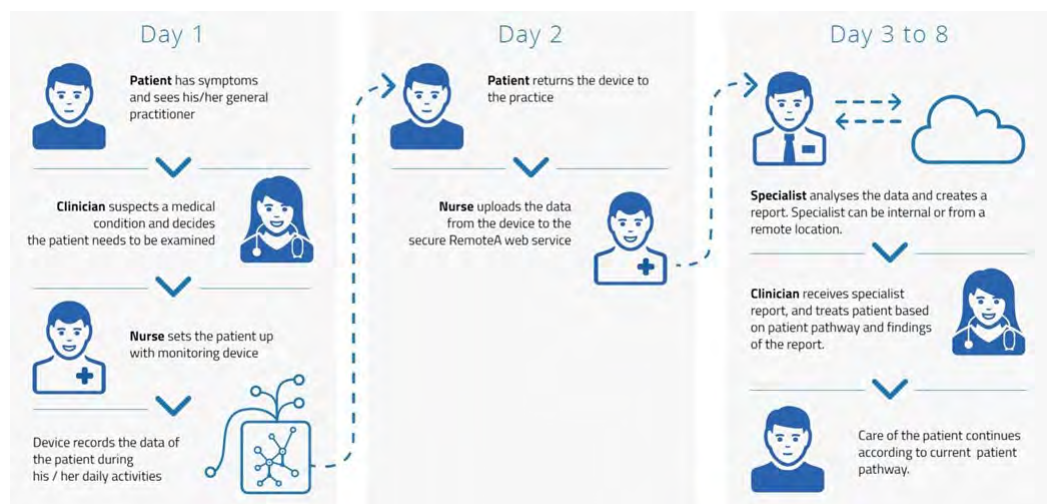 Day 1
Patient has symptoms
and sees his/her general
practitioner
Clinician suspects a medical
condition and decides
the patient needs to be examined
Nurse sets the patient up
with monitoring device
Device records the data of
the patient during
his / her daily activities
Day 2
Patient returns the device to
the practice
Nurse uploads the data
from the device to the
secure RemoteA web service
Day 3 to 8
Specialist analyses the data and creates a
report. Specialist can be internal or from a
remote location.
Clinician receives specialist
report, and treats patient based
on patient pathway and findings
of the report.
Care of the patient continues
according to current patient
pathway.